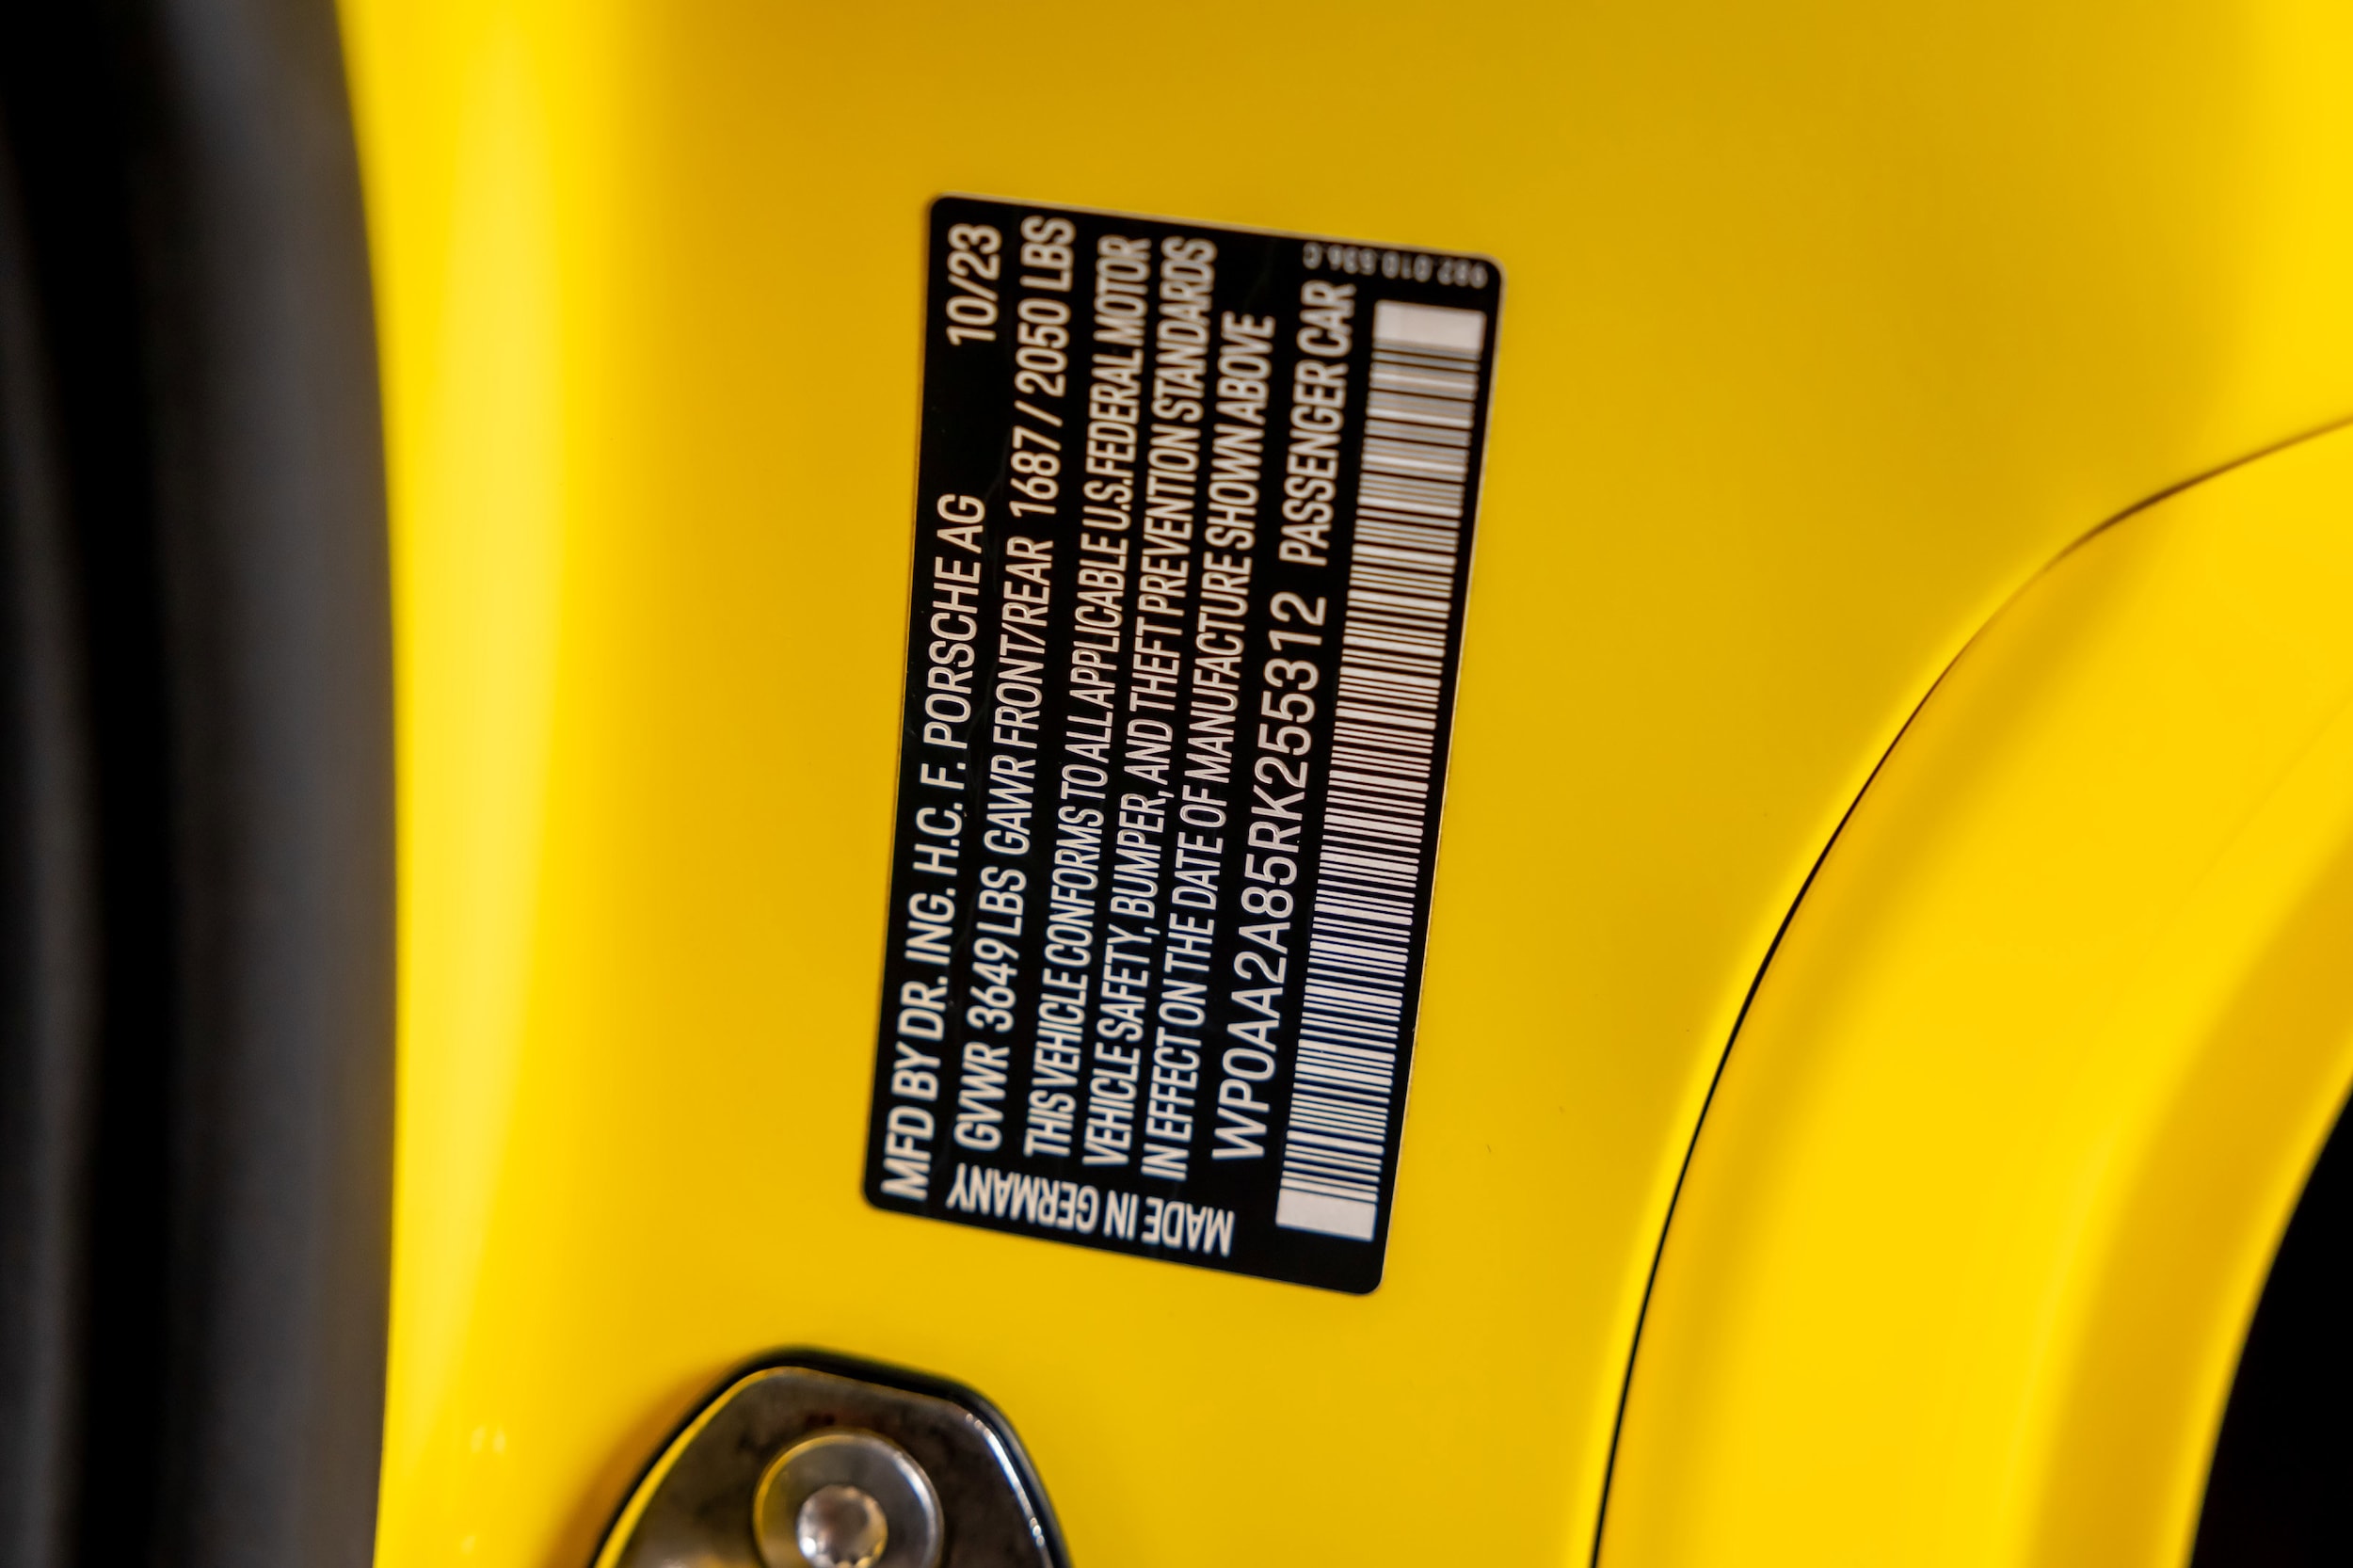 MFD BY DR. ING. H.C. F. PORSCHE AG 10/23
GVWR 3649 LBS GAWR FRONT/REAR 1687 / 2050 LBS
THIS VEHICLE CONFORMS TO ALL APPLICABLE U.S. FEDERAL MOTOR
VEHICLE SAFETY, BUMPER, AND THEFT PREVENTION STANDARDS
IN EFFECT ON THE DATE OF MANUFACTURE SHOWN ABOVE
WP0AA2A85RK255312 PASSENGER CAR
MADE IN GERMANY